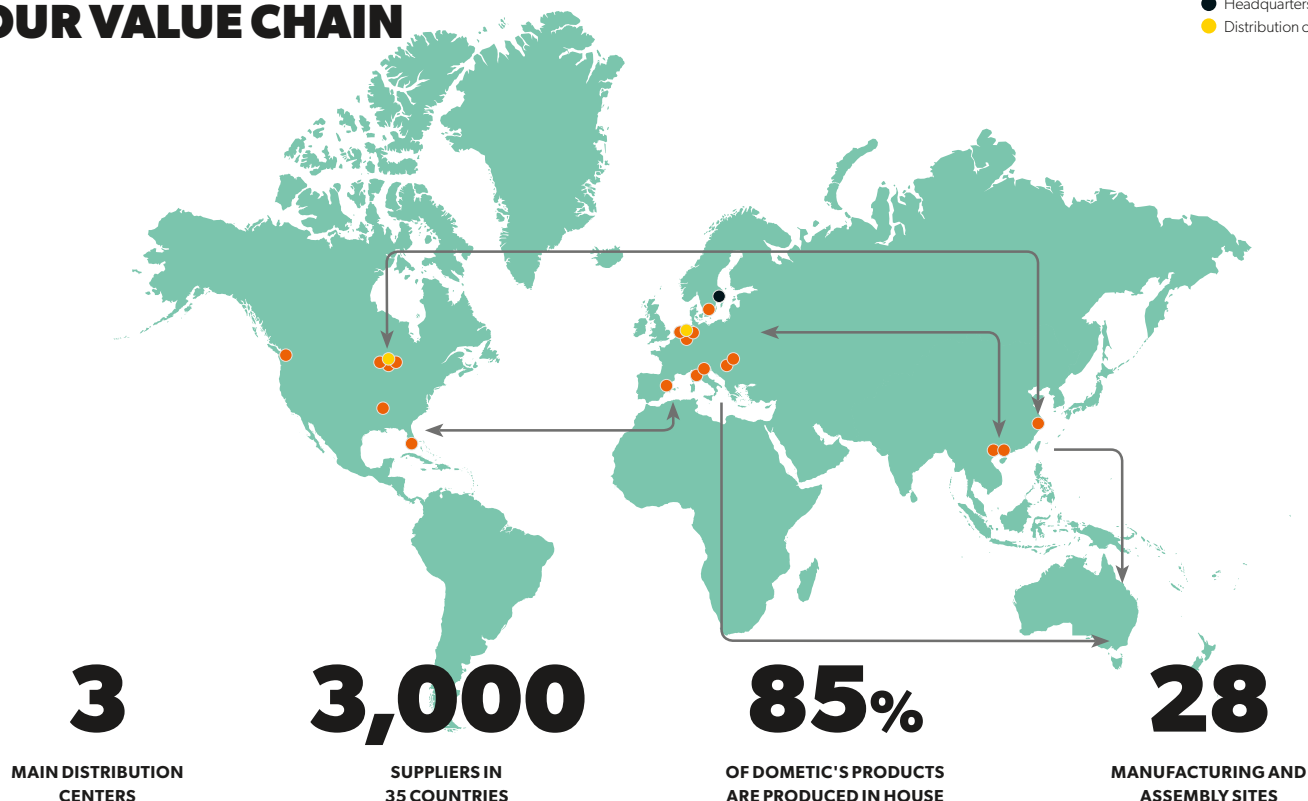 OUR VALUE CHAIN
Headquarters
Distribution
3
MAIN DISTRIBUTION
CENTERS
3,000
SUPPLIERS IN
35 COUNTRIES
85%
OF DOMETIC'S PRODUCTS
ARE PRODUCED IN HOUSE
28
MANUFACTURING AND
ASSEMBLY SITES